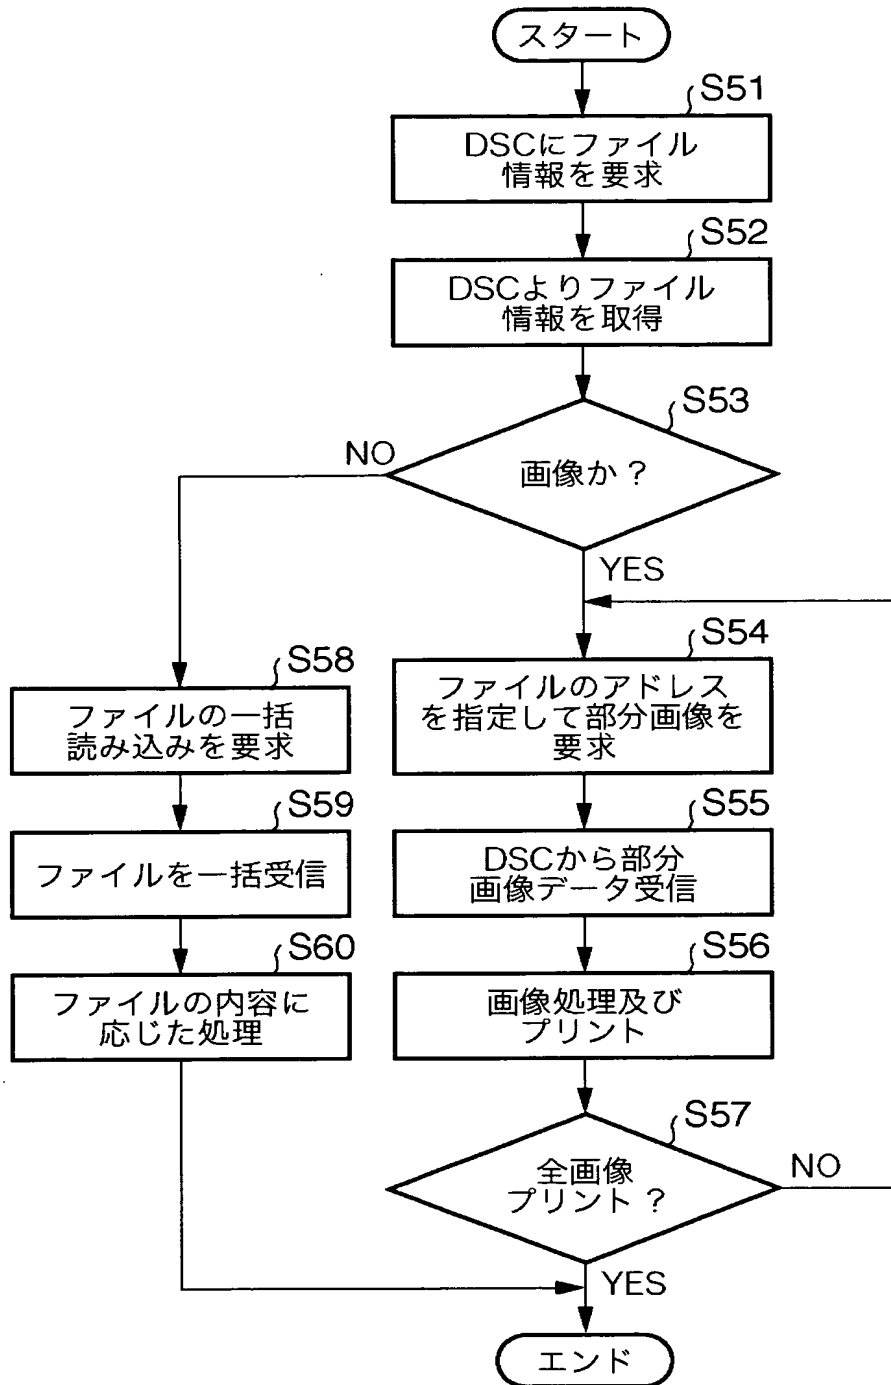 スタート
S51
DSCにファイル
情報を要求
S52
DSCよりファイル
情報を取得
S53
画像か？
NO
YES
S54
ファイルのアドレス
を指定して部分画像を
要求
S55
DSCから部分
画像データ受信
S56
画像処理及び
プリント
S57
全画像
プリント？
NO
YES
S58
ファイルの一括
読み込みを要求
S59
ファイルを一括受信
S60
ファイルの内容に
応じた処理
エンド